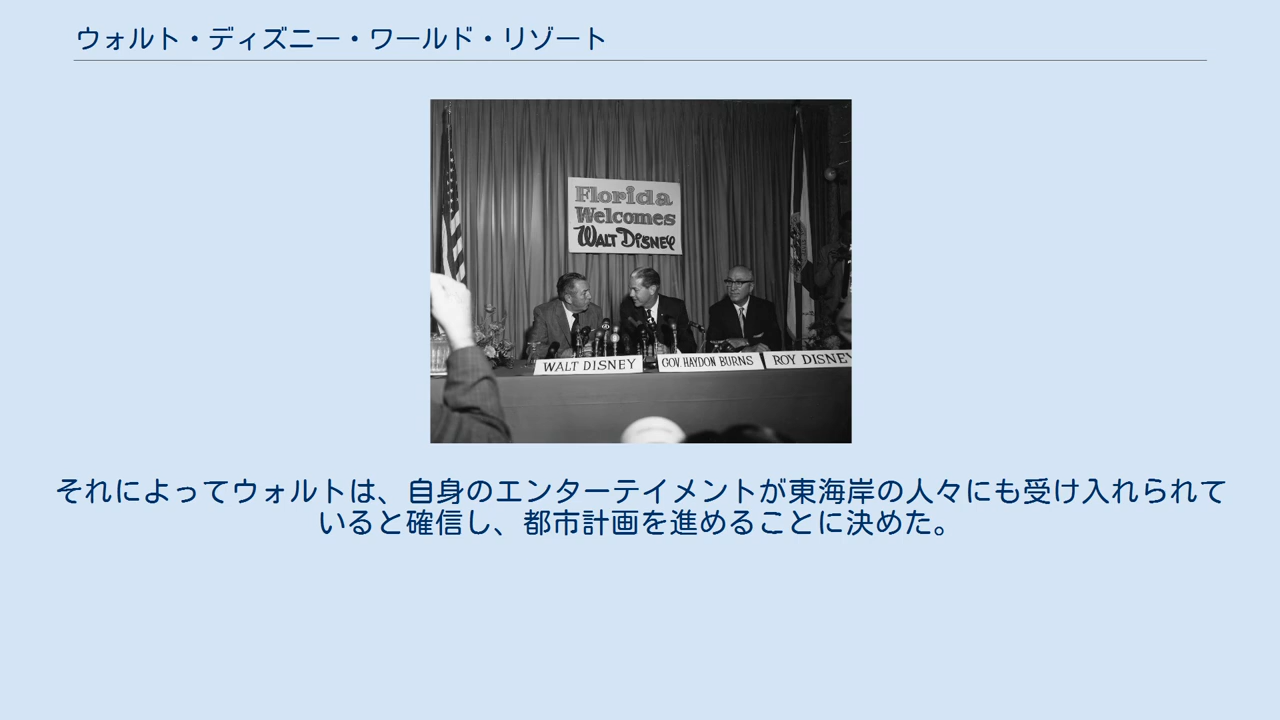 ウォルト・ディズニー・ワールド・リゾート
Florida
Welcomes
WALT DISNEY
WALT DISNEY
GOV. HAYDON BURNS
ROY DISNEY
それによってウォルトは、自身のエンターテイメントが東海岸の人々にも受け入れられて
いると確信し、都市計画を進めることに決めた。